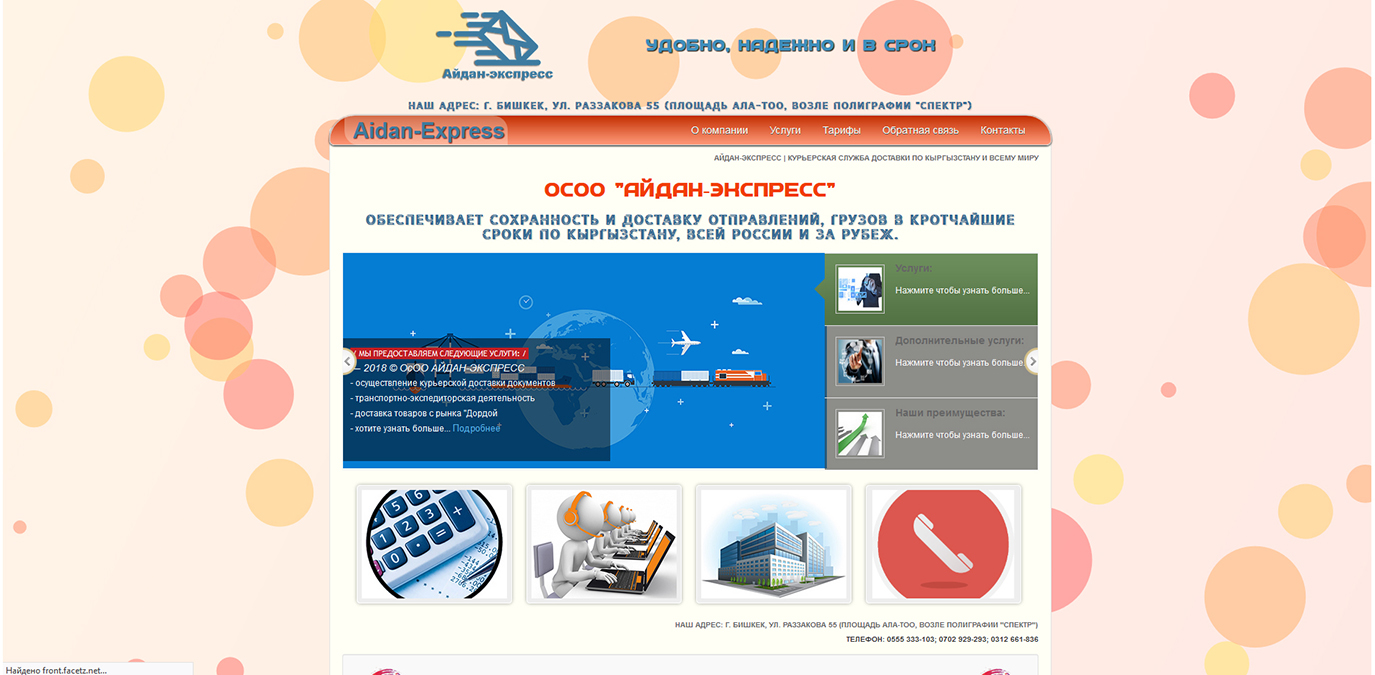 Айдан-экспресс
Удобно, надежно и в срок
Наш адрес: г. Бишкек, ул. Раззакова 55 (площадь Ала-Тоо, возле полиграфии "Спектр")
Aidan-Express
О компании Услуги Тарифы Обратная связь Контакты
АЙДАН-ЭКСПРЕСС | КУРЬЕРСКАЯ СЛУЖБА ДОСТАВКИ ПО КЫРГЫЗСТАНУ И ВСЕМУ МИРУ
ОСОО "АЙДАН-ЭКСПРЕСС"
ОБЕСПЕЧИВАЕТ СОХРАННОСТЬ И ДОСТАВКУ ОТПРАВЛЕНИЙ, ГРУЗОВ В КРОТЧАЙШИЕ
СРОКИ ПО КЫРГЫЗСТАНУ, ВСЕЙ РОССИИ И ЗА РУБЕЖ.
Услуги:
Нажмите чтобы узнать больше...
Дополнительные услуги:
Нажмите чтобы узнать больше...
Наши преимущества:
Нажмите чтобы узнать больше...
/ МЫ ПРЕДОСТАВЛЯЕМ СЛЕДУЮЩИЕ УСЛУГИ: /
– 2018 © ОсОО АЙДАН-ЭКСПРЕСС
- осуществление курьерской доставки документов
- транспортно-экспедиторская деятельность
- доставка товаров с рынка "Дордой
- хотите узнать больше... Подробнее
НАШ АДРЕС: Г. БИШКЕК, УЛ. РАЗЗАКОВА 55 (ПЛОЩАДЬ АЛА-ТОО, ВОЗЛЕ ПОЛИГРАФИИ "СПЕКТР")
ТЕЛЕФОН: 0555 333-103; 0702 929-293; 0312 661-836
Найдено front.facetz.net...